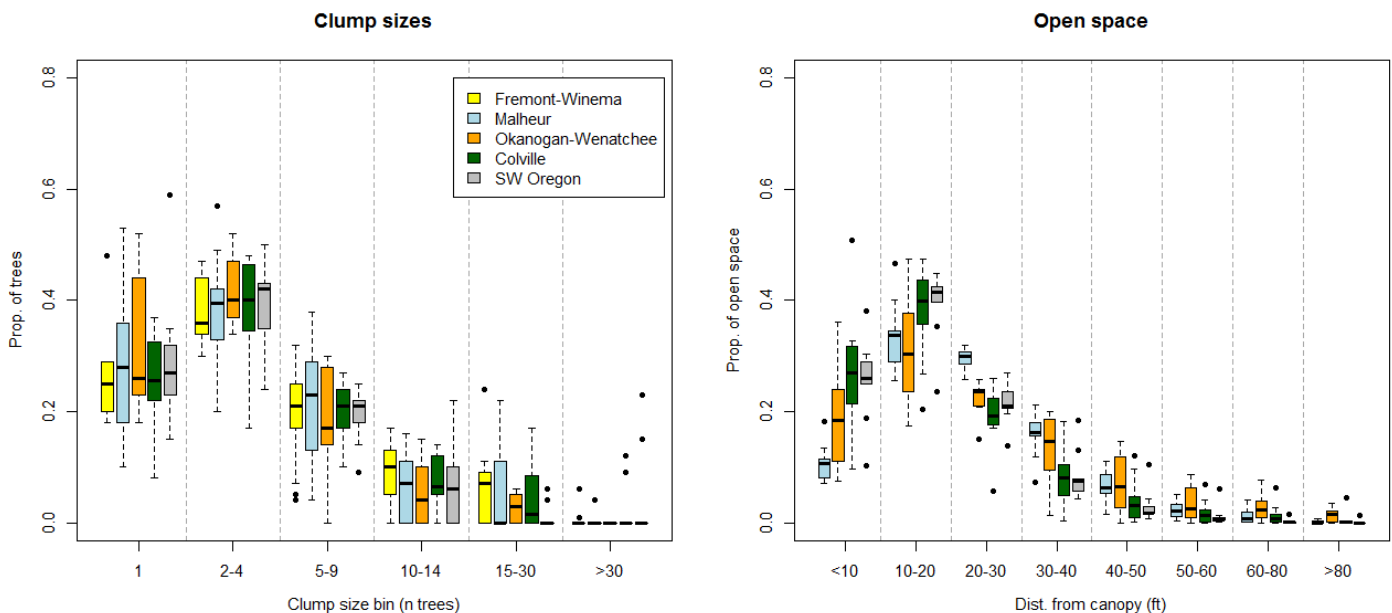 Clump sizes
Prop. of trees
0.0
0.2
0.4
0.6
0.8
Fremont-Winema
Malheur
Okanogan-Wenatchee
Colville
SW Oregon
1 2-4 5-9 10-14 15-30 >30
Clump size bin (n trees)
Open space
Prop. of open space
0.0
0.2
0.4
0.6
0.8
<10 10-20 20-30 30-40 40-50 50-60 60-80 >80
Dist. from canopy (ft)